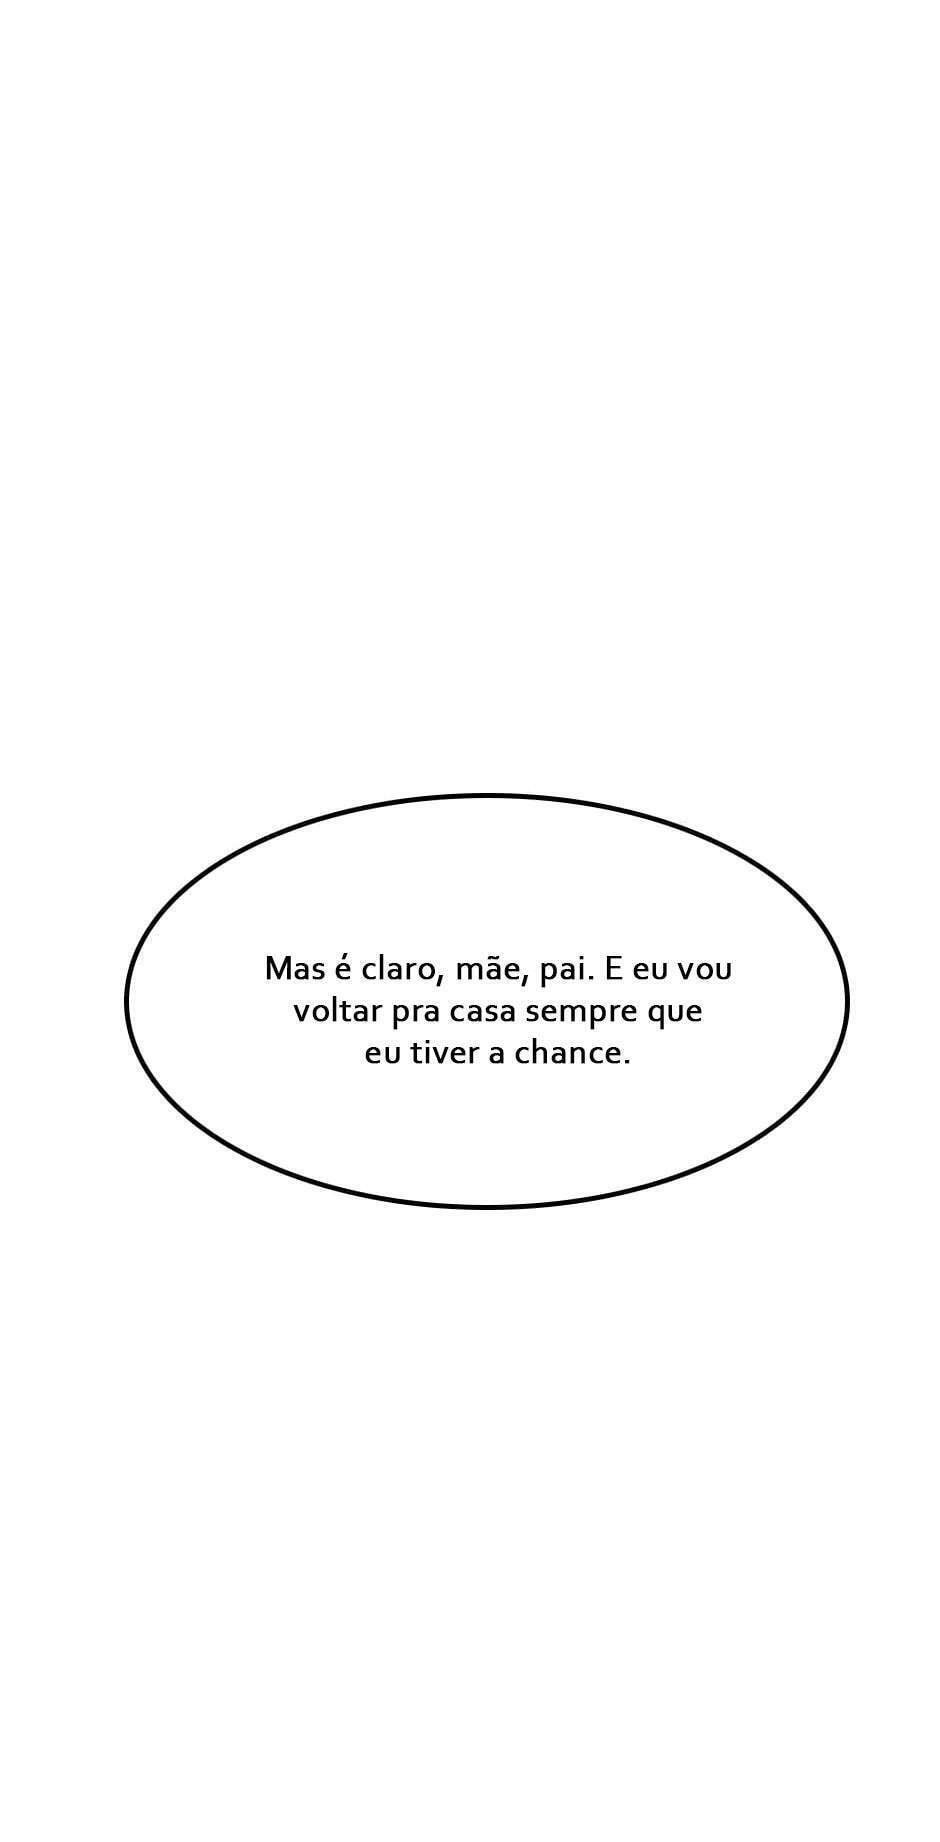 Mas é claro, mãe, pai. E eu vou
voltar pra casa sempre que
eu tiver a chance.